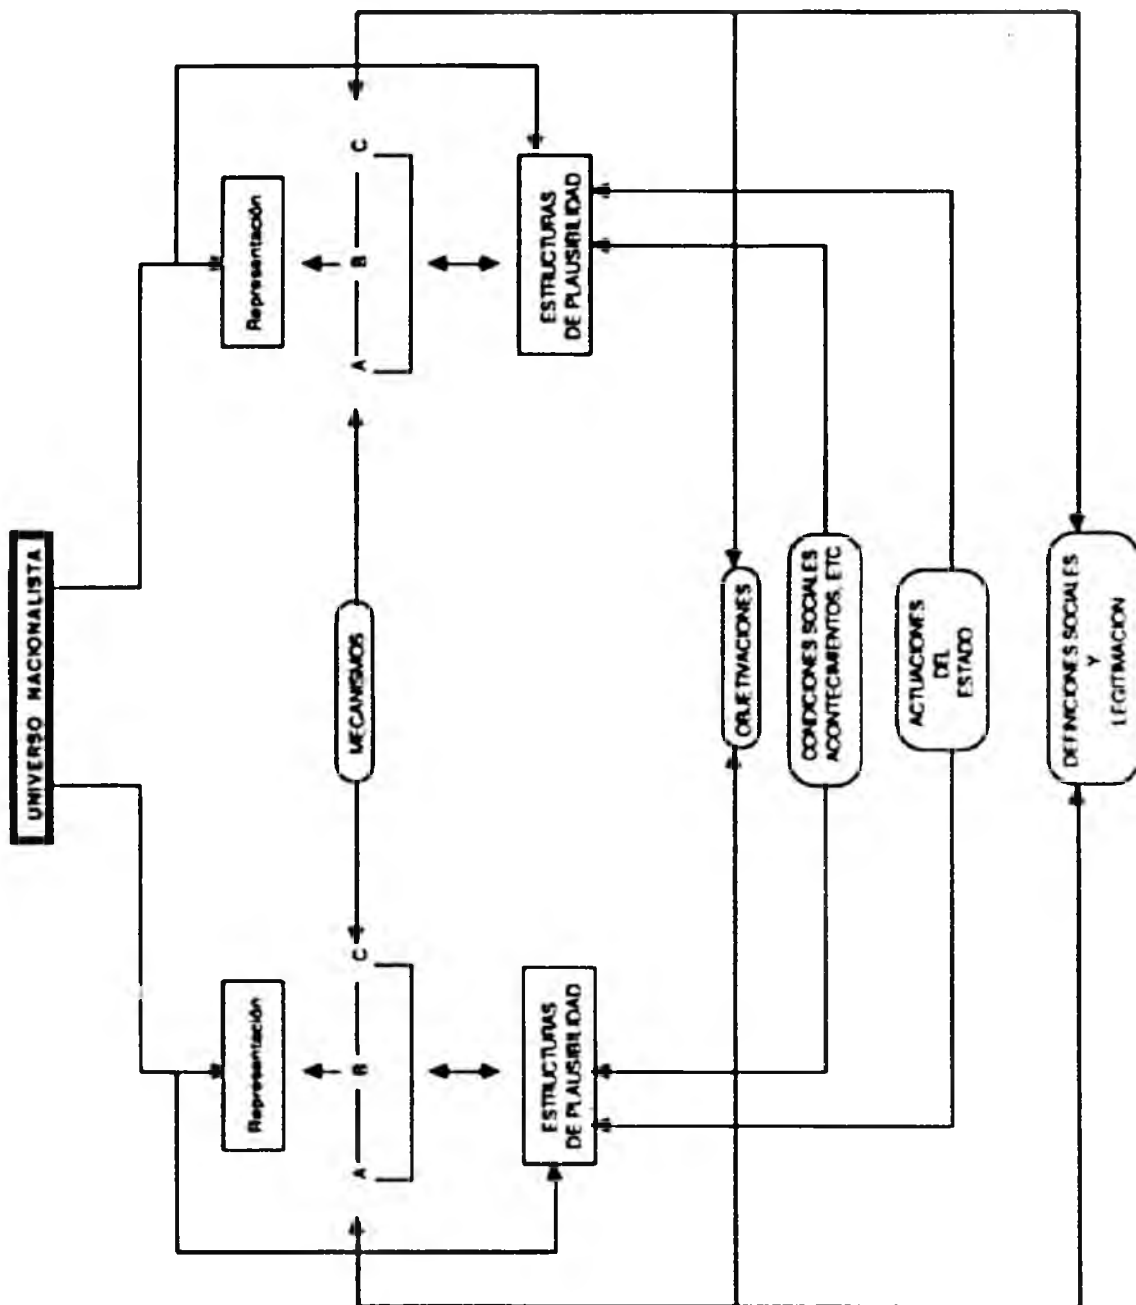 UNIVERSO NACIONALISTA
Representación
Representación
A B C
A B C
MECANISMOS
ESTRUCTURAS
DE PLAUSIBILIDAD
ESTRUCTURAS
DE PLAUSIBILIDAD
OBJETIVACIONES
CONDICIONES SOCIALES
ACONTECIMIENTOS, ETC
ACTUACIONES
DEL
ESTADO
DEFINICIONES SOCIALES
Y
LEGITIMACION